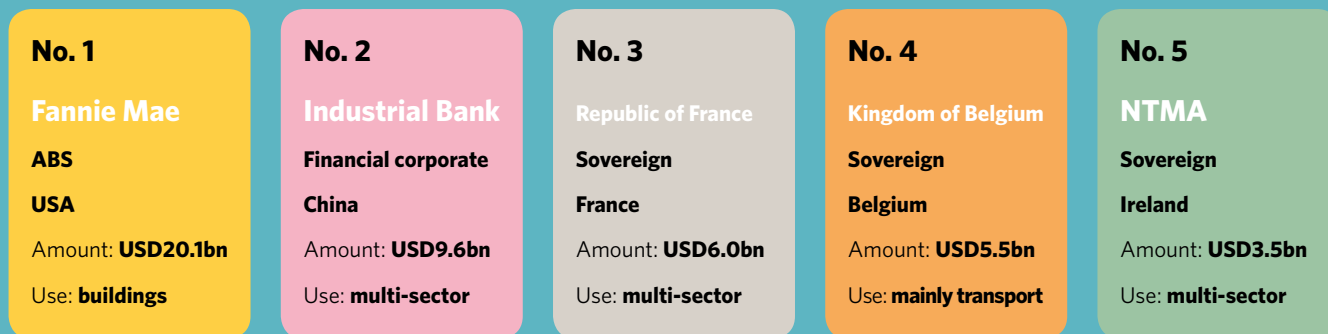 No. 1
Fannie Mae
ABS
USA
Amount: USD20.1bn
Use: buildings
No. 2
Industrial Bank
Financial corporate
China
Amount: USD9.6bn
Use: multi-sector
No. 3
Republic of France
Sovereign
France
Amount: USD6.0bn
Use: multi-sector
No. 4
Kingdom of Belgium
Sovereign
Belgium
Amount: USD5.5bn
Use: mainly transport
No. 5
NTMA
Sovereign
Ireland
Amount: USD3.5bn
Use: multi-sector